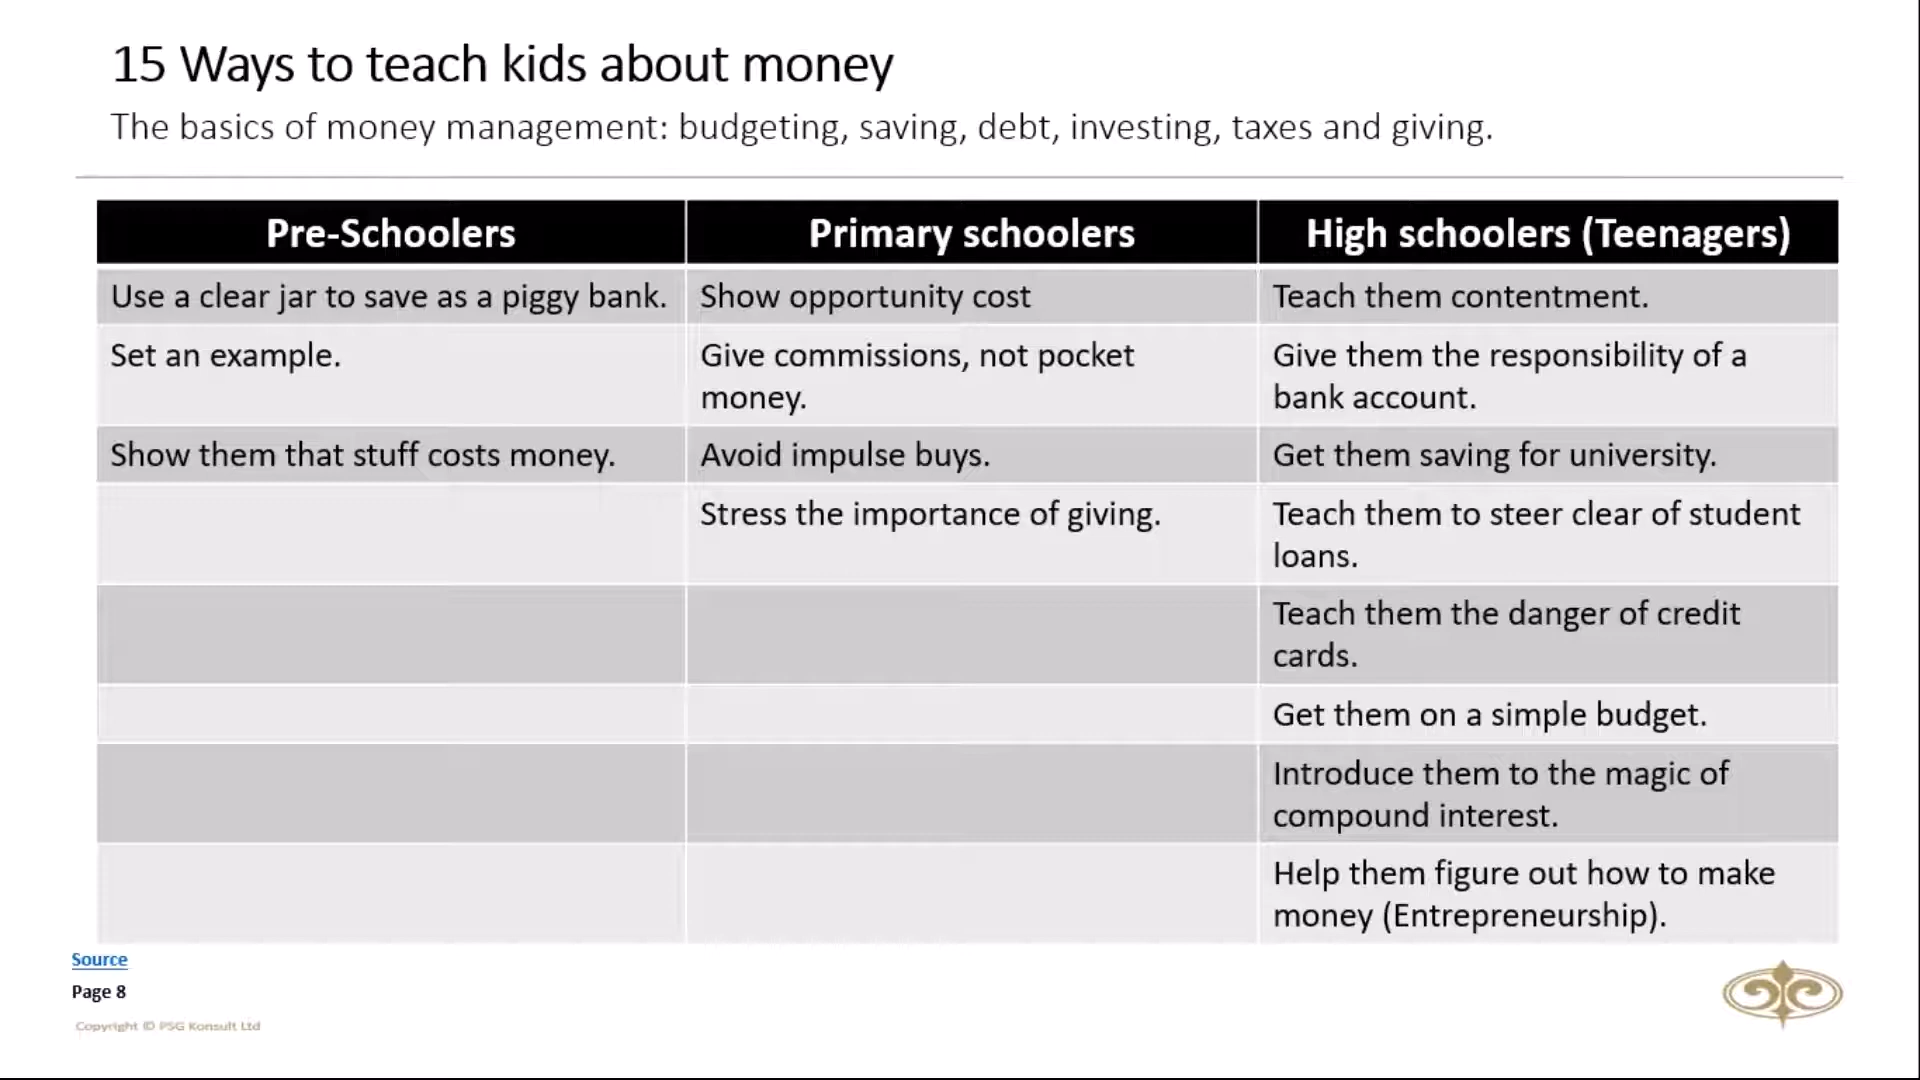 15 Ways to teach kids about money
The basics of money management: budgeting, saving, debt, investing, taxes and giving.
Pre-Schoolers
Primary schoolers
High schoolers (Teenagers)
Use a clear jar to save as a piggy bank.
Show opportunity cost
Teach them contentment.
Set an example.
Give commissions, not pocket
money.
Give them the responsibility of a
bank account.
Show them that stuff costs money.
Avoid impulse buys.
Get them saving for university.
Stress the importance of giving.
Teach them to steer clear of student
loans.
Teach them the danger of credit
cards.
Get them on a simple budget.
Introduce them to the magic of
compound interest.
Help them figure out how to make
money (Entrepreneurship).
Source
Page 8
Copyright © PSG Konsult Ltd